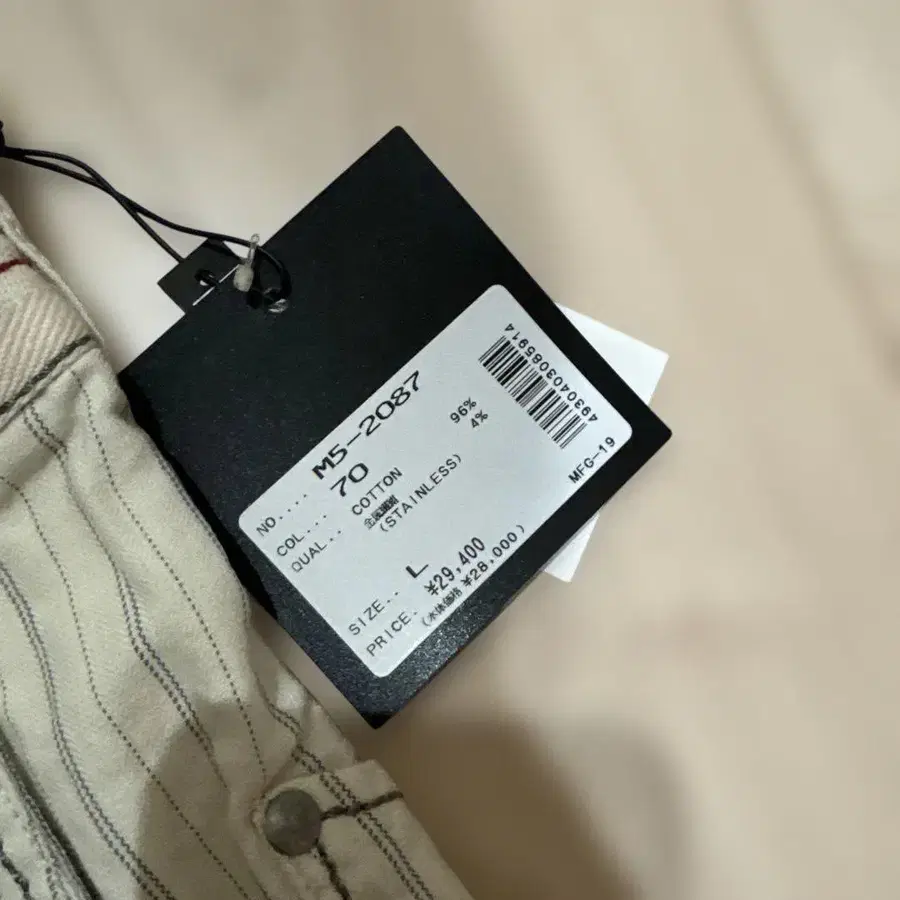 NO.... M5-2087
COL... 70
QUAL.. COTTON 96%
金属繊維 4%
(STAINLESS)
SIZE.. L
PRICE. ¥29,400
(本体価格 ¥28,000)
4930403085914
MFG-19